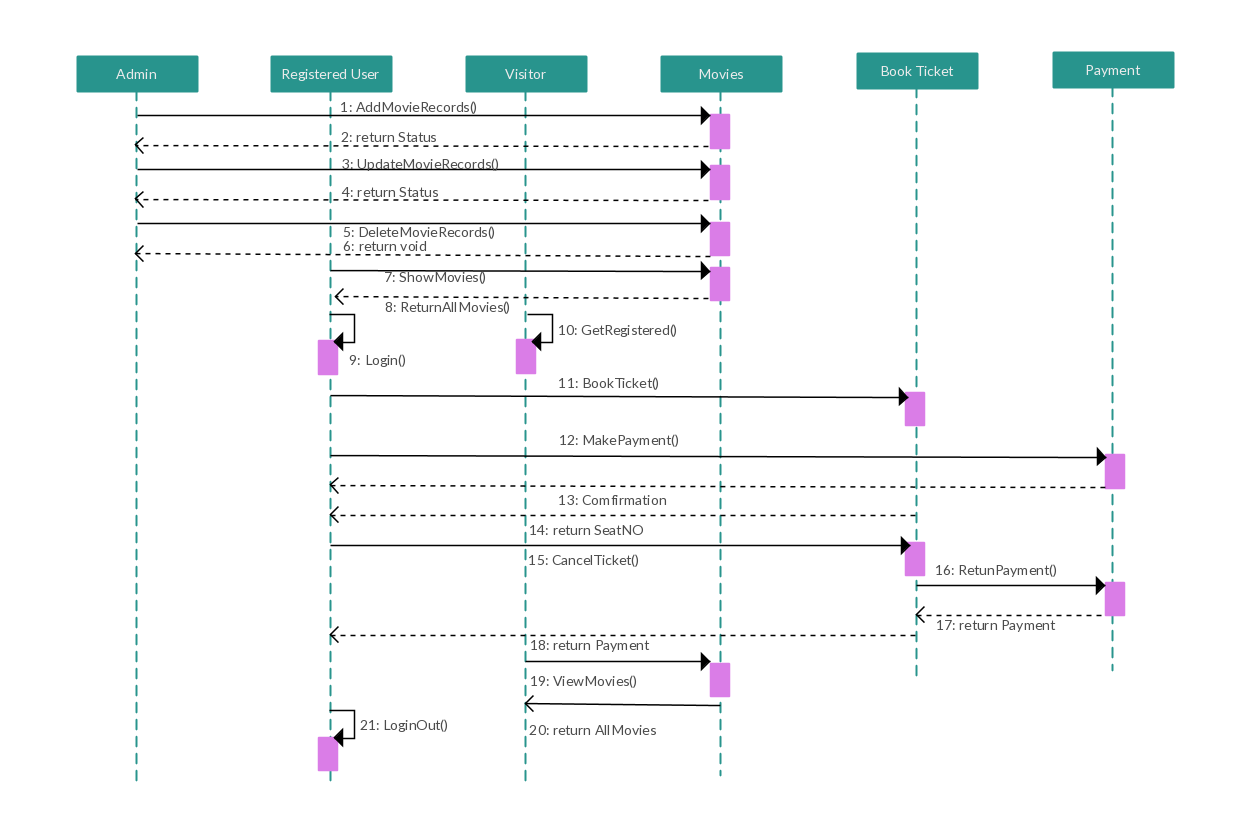 Admin
Registered User
Visitor
Movies
Book Ticket
Payment
1: AddMovieRecords()
2: return Status
3: UpdateMovieRecords()
4: return Status
5: DeleteMovieRecords()
6: return void
7: ShowMovies()
8: ReturnAllMovies()
9: Login()
10: GetRegistered()
11: BookTicket()
12: MakePayment()
13: Comfirmation
14: return SeatNO
15: CancelTicket()
16: RetunPayment()
17: return Payment
18: return Payment
19: ViewMovies()
20: return AllMovies
21: LoginOut()